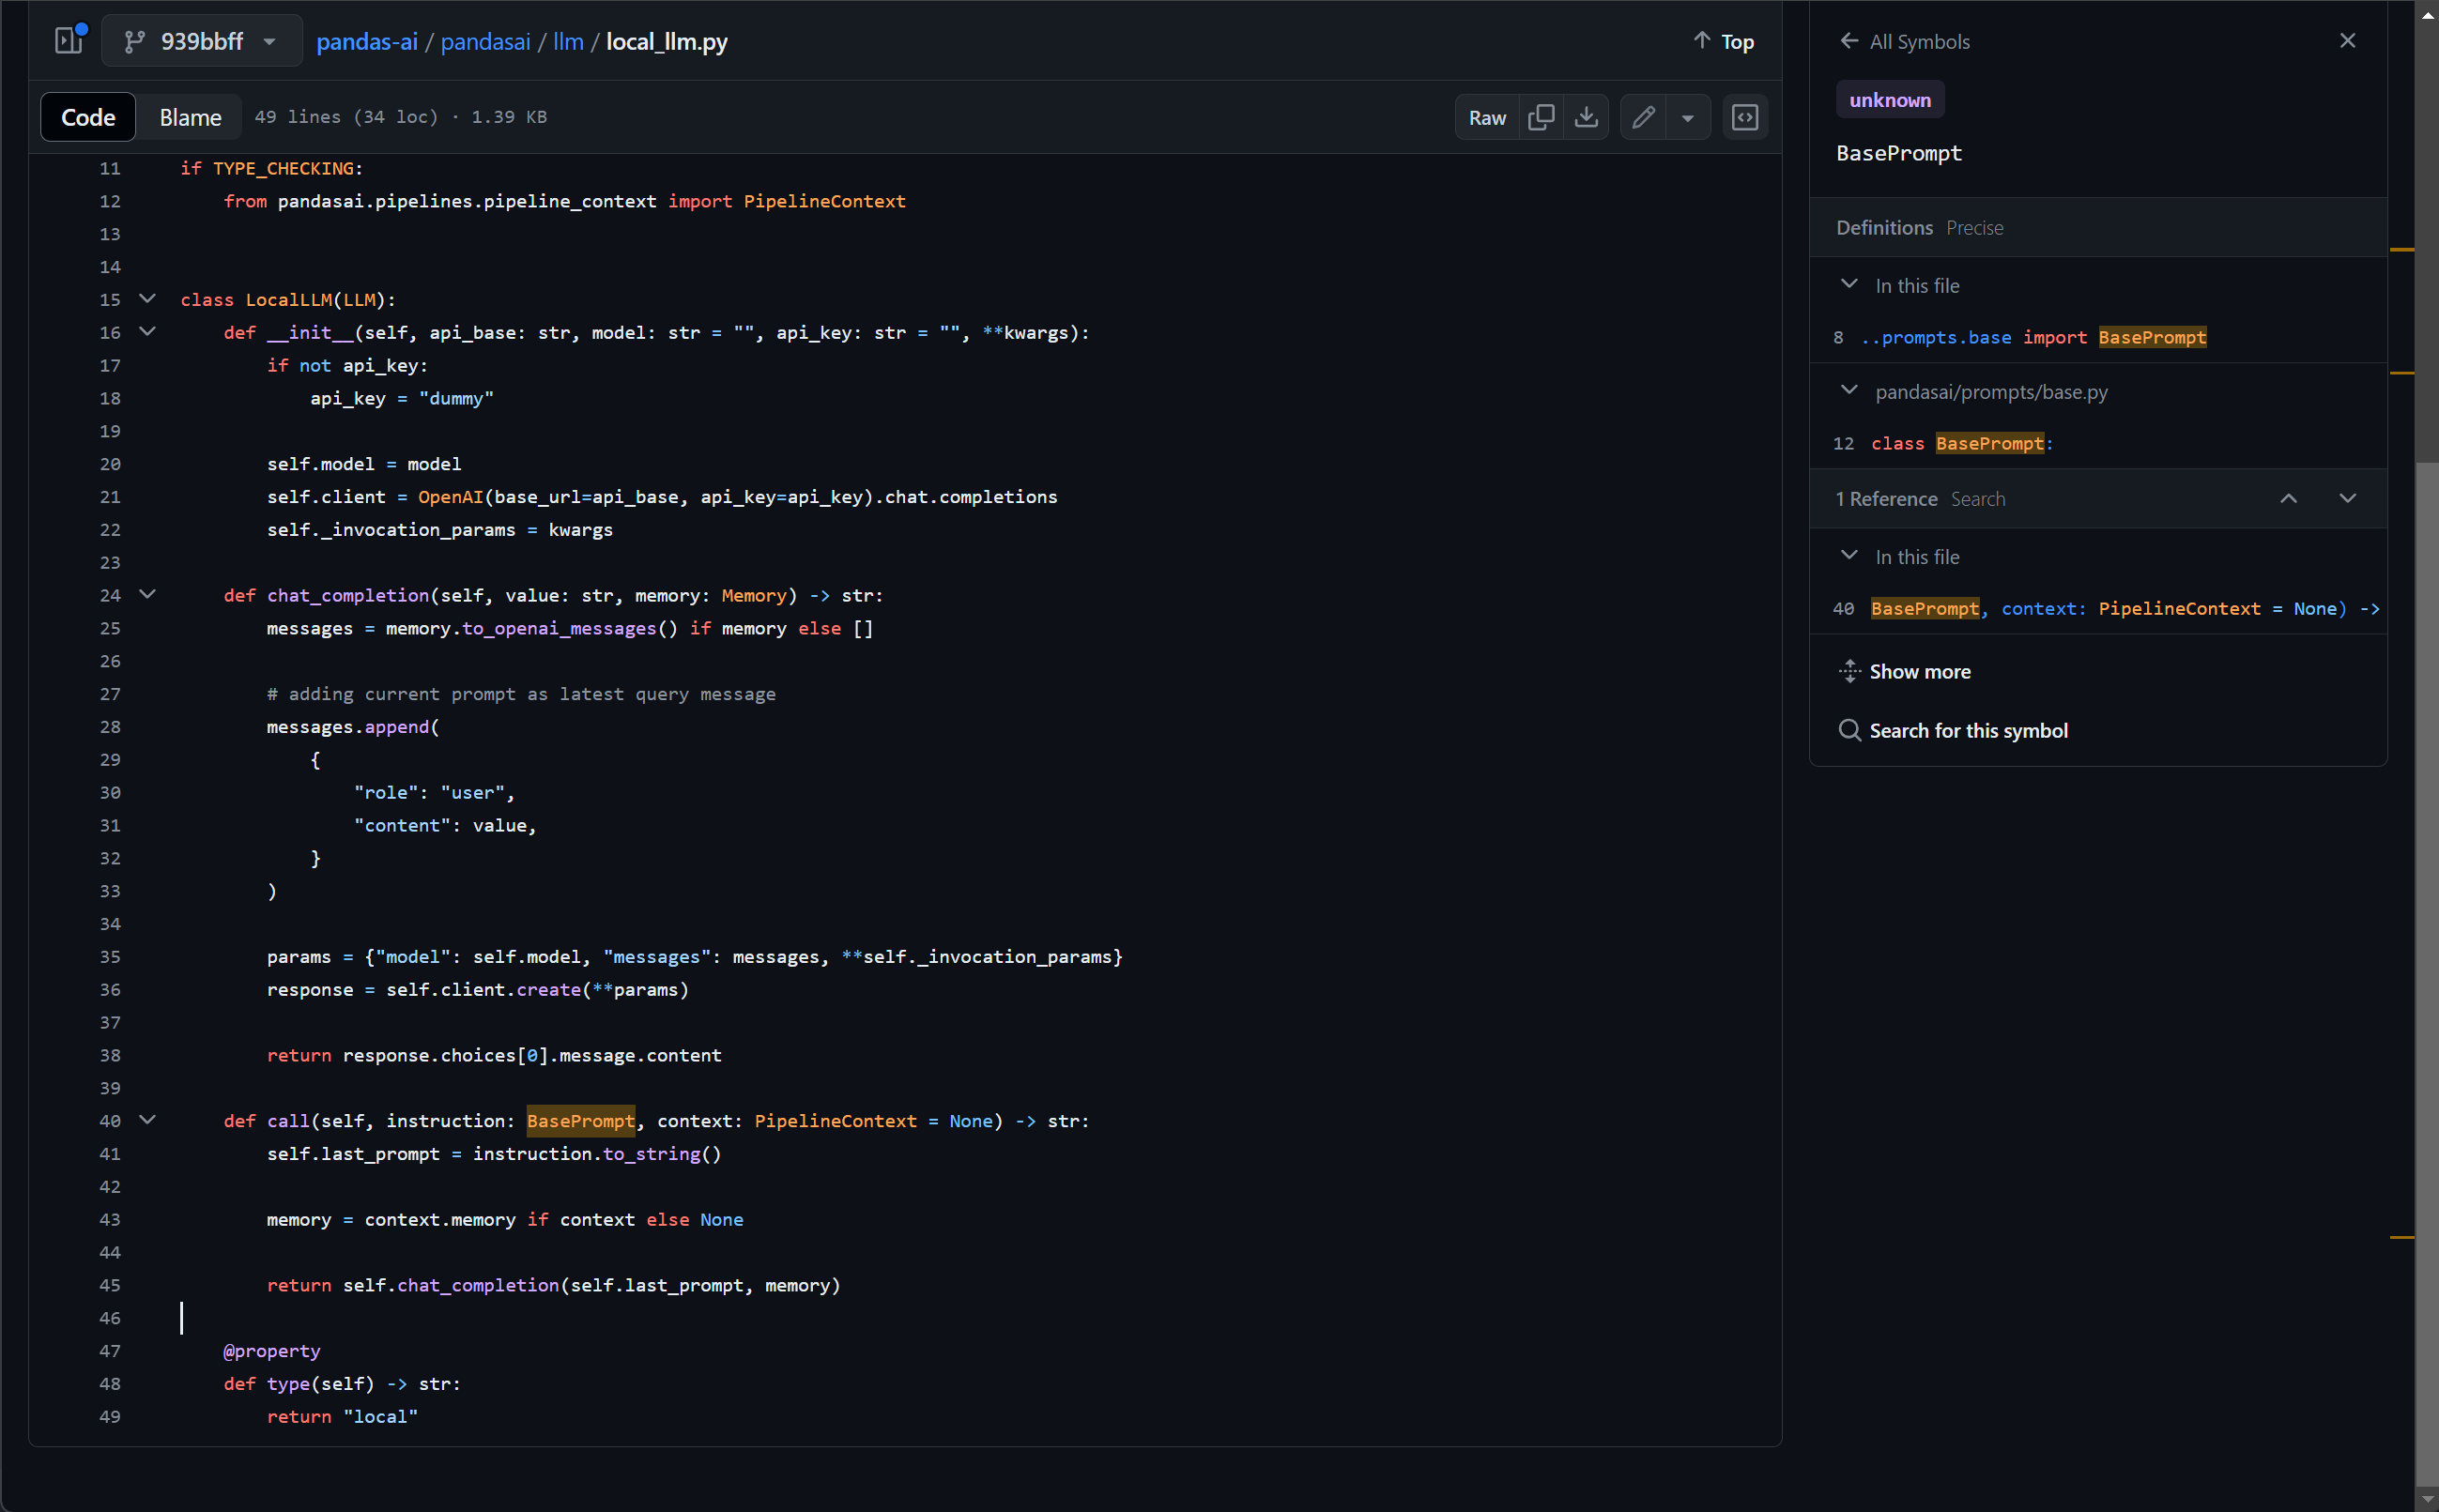 939bbff pandas-ai / pandasai / llm / local_llm.py Top
Code Blame 49 lines (34 loc) · 1.39 KB Raw
11 if TYPE_CHECKING:
12     from pandasai.pipelines.pipeline_context import PipelineContext
13
14
15 class LocalLLM(LLM):
16     def __init__(self, api_base: str, model: str = "", api_key: str = "", **kwargs):
17         if not api_key:
18             api_key = "dummy"
19
20         self.model = model
21         self.client = OpenAI(base_url=api_base, api_key=api_key).chat.completions
22         self._invocation_params = kwargs
23
24     def chat_completion(self, value: str, memory: Memory) -> str:
25         messages = memory.to_openai_messages() if memory else []
26
27         # adding current prompt as latest query message
28         messages.append(
29             {
30                 "role": "user",
31                 "content": value,
32             }
33         )
34
35         params = {"model": self.model, "messages": messages, **self._invocation_params}
36         response = self.client.create(**params)
37
38         return response.choices[0].message.content
39
40     def call(self, instruction: BasePrompt, context: PipelineContext = None) -> str:
41         self.last_prompt = instruction.to_string()
42
43         memory = context.memory if context else None
44
45         return self.chat_completion(self.last_prompt, memory)
46
47     @property
48     def type(self) -> str:
49         return "local"
All Symbols
unknown
BasePrompt
Definitions Precise
In this file
8 ..prompts.base import BasePrompt
pandasai/prompts/base.py
12 class BasePrompt:
1 Reference Search
In this file
40 BasePrompt, context: PipelineContext = None) ->
Show more
Search for this symbol